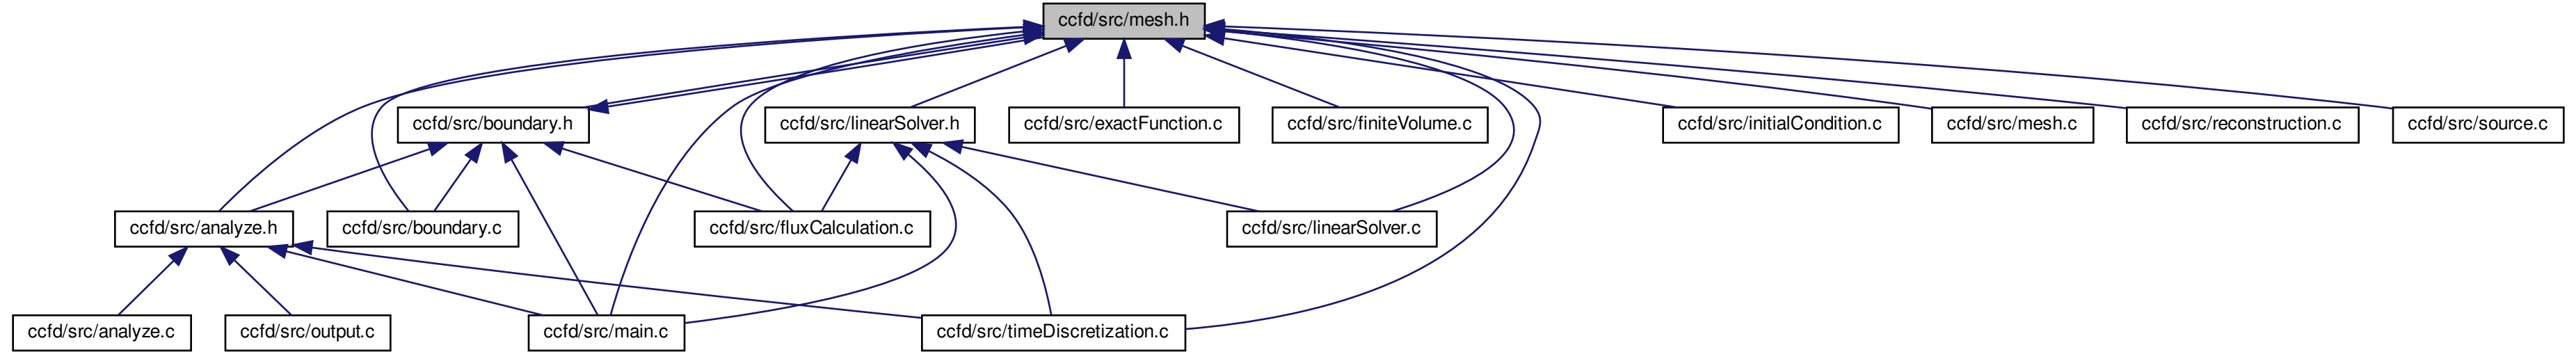 ccfd/src/mesh.h
ccfd/src/boundary.h
ccfd/src/linearSolver.h
ccfd/src/exactFunction.c
ccfd/src/finiteVolume.c
ccfd/src/initialCondition.c
ccfd/src/mesh.c
ccfd/src/reconstruction.c
ccfd/src/source.c
ccfd/src/analyze.h
ccfd/src/boundary.c
ccfd/src/fluxCalculation.c
ccfd/src/linearSolver.c
ccfd/src/analyze.c
ccfd/src/output.c
ccfd/src/main.c
ccfd/src/timeDiscretization.c